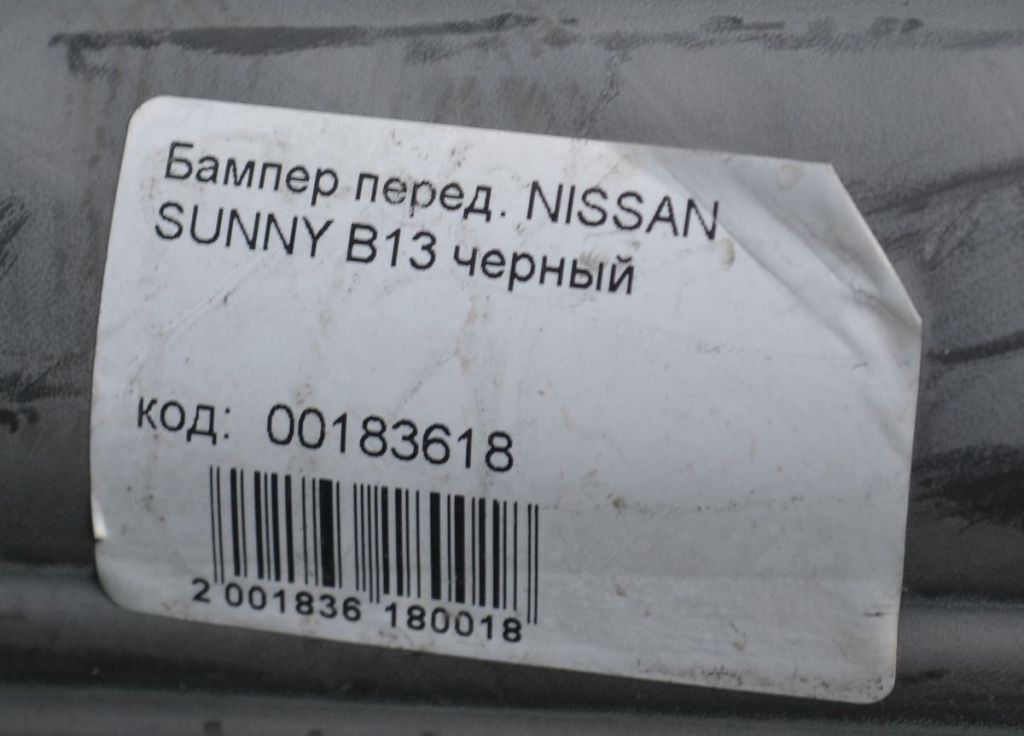 Бампер перед. NISSAN
SUNNY B13 черный
код: 00183618
2 001836 180018